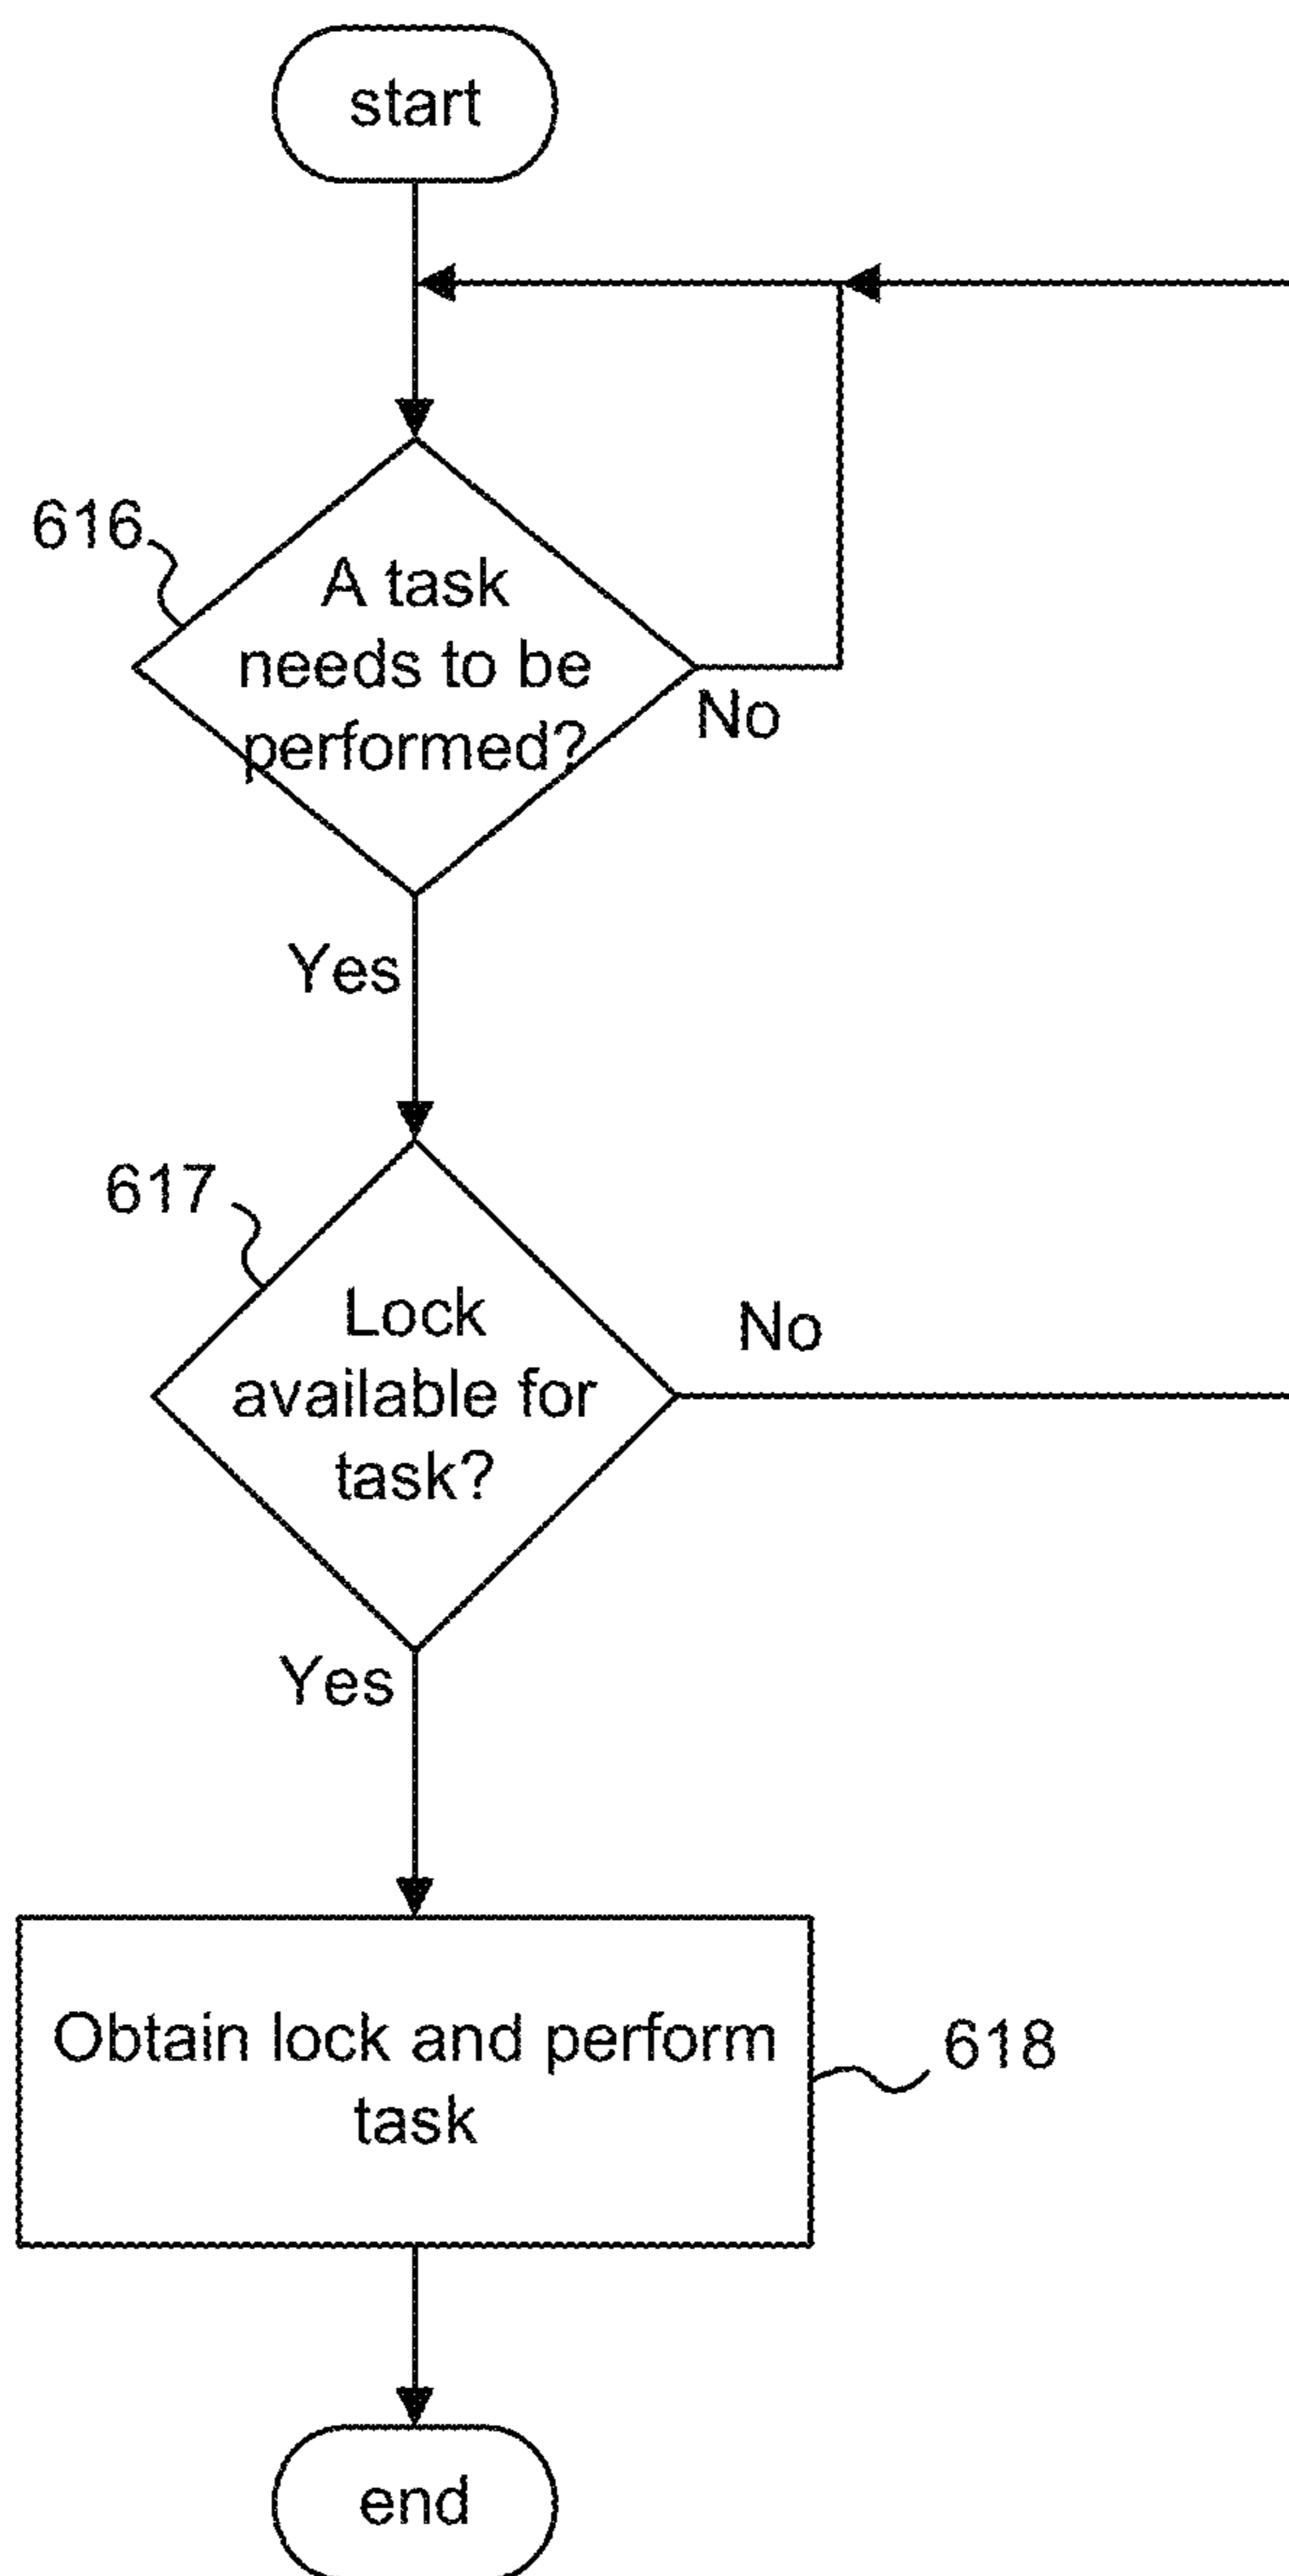 start
616
A task
needs to be
performed?
No
Yes
617
Lock
available for
task?
No
Yes
Obtain lock and perform
task
618
end